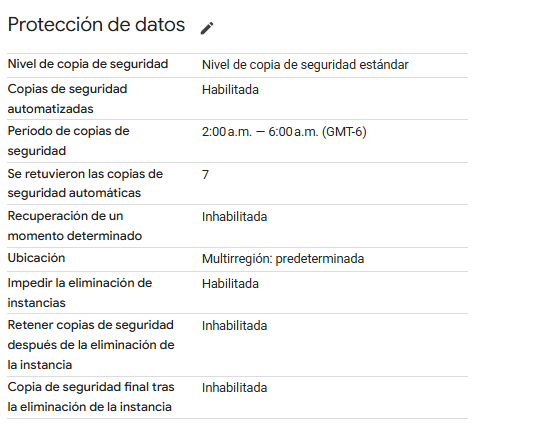 Protección de datos
Nivel de copia de seguridad Nivel de copia de seguridad estándar
Copias de seguridad Habilitada
automatizadas
Período de copias de 2:00 a.m. — 6:00 a.m. (GMT-6)
seguridad
Se retuvieron las copias de 7
seguridad automáticas
Recuperación de un Inhabilitada
momento determinado
Ubicación Multirregión: predeterminada
Impedir la eliminación de Habilitada
instancias
Retener copias de seguridad Inhabilitada
después de la eliminación de
la instancia
Copia de seguridad final tras Inhabilitada
la eliminación de la instancia